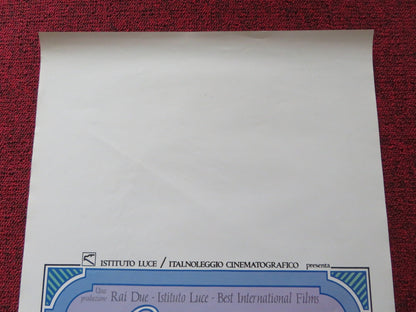 ISTITUTO LUCE / ITALNOLEGGIO CINEMATOGRAFICO presenta
Una produzione Rai Due - Istituto Luce - Best International Films